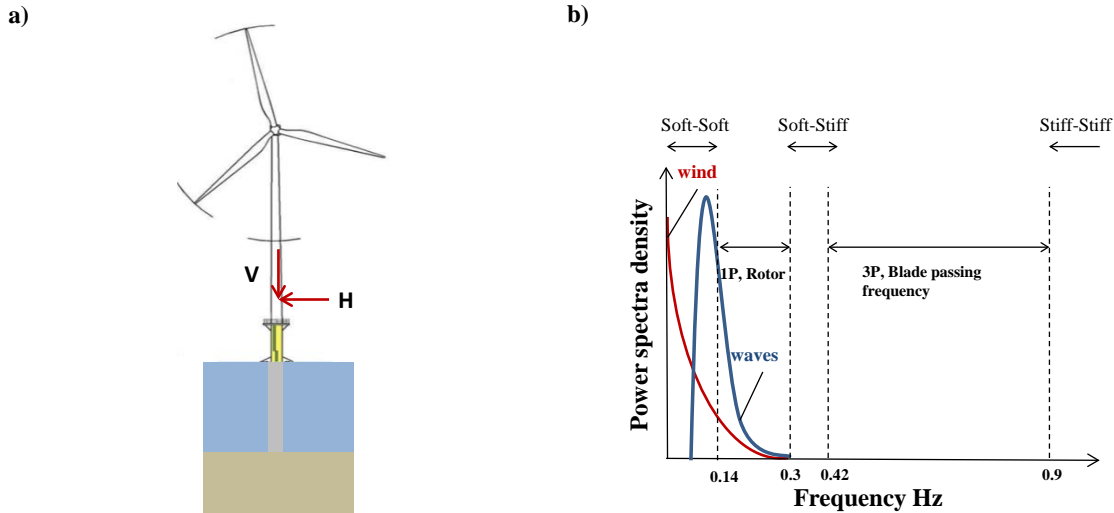 a)
V
H
b)
Soft-Soft
Soft-Stiff
Stiff-Stiff
wind
1P, Rotor
3P, Blade passing
frequency
waves
Power spectra density
0.14
0.3
0.42
0.9
Frequency Hz